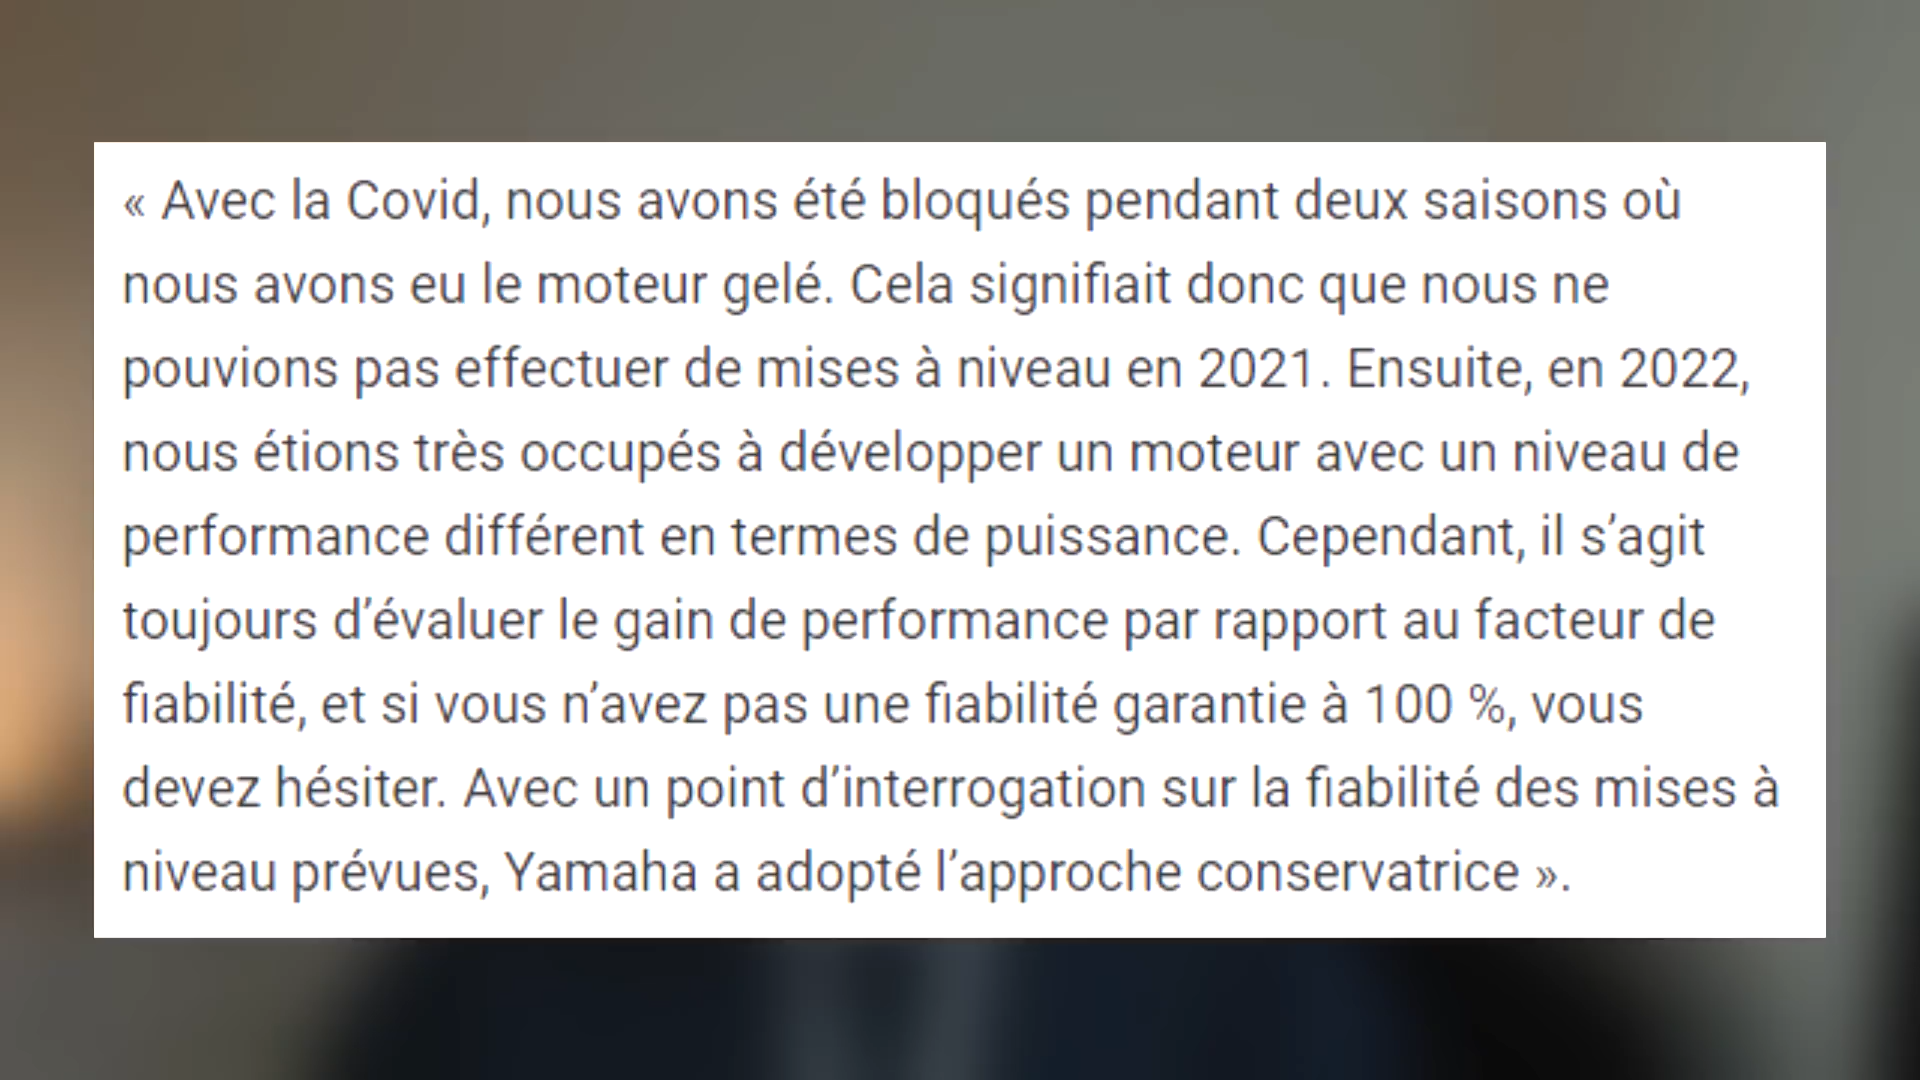 « Avec la Covid, nous avons été bloqués pendant deux saisons où
nous avons eu le moteur gelé. Cela signifiait donc que nous ne
pouvions pas effectuer de mises à niveau en 2021. Ensuite, en 2022,
nous étions très occupés à développer un moteur avec un niveau de
performance différent en termes de puissance. Cependant, il s’agit
toujours d’évaluer le gain de performance par rapport au facteur de
fiabilité, et si vous n’avez pas une fiabilité garantie à 100 %, vous
devez hésiter. Avec un point d’interrogation sur la fiabilité des mises à
niveau prévues, Yamaha a adopté l’approche conservatrice ».